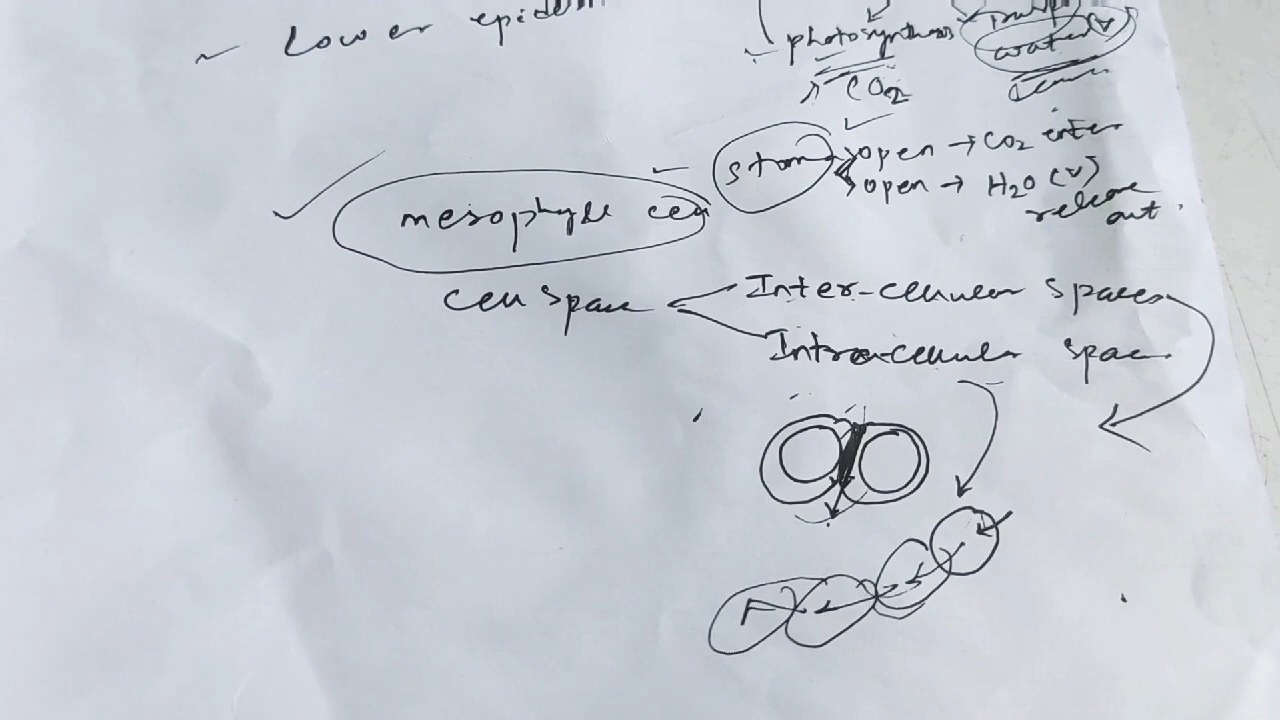 Lower epiderm
photosynthesis
water (v)
CO2
stom
open → CO2 enter
open → H2O (v)
release
out.
mesophyll cell
cell space
Inter-cellular spaces
Intra-cellular space.